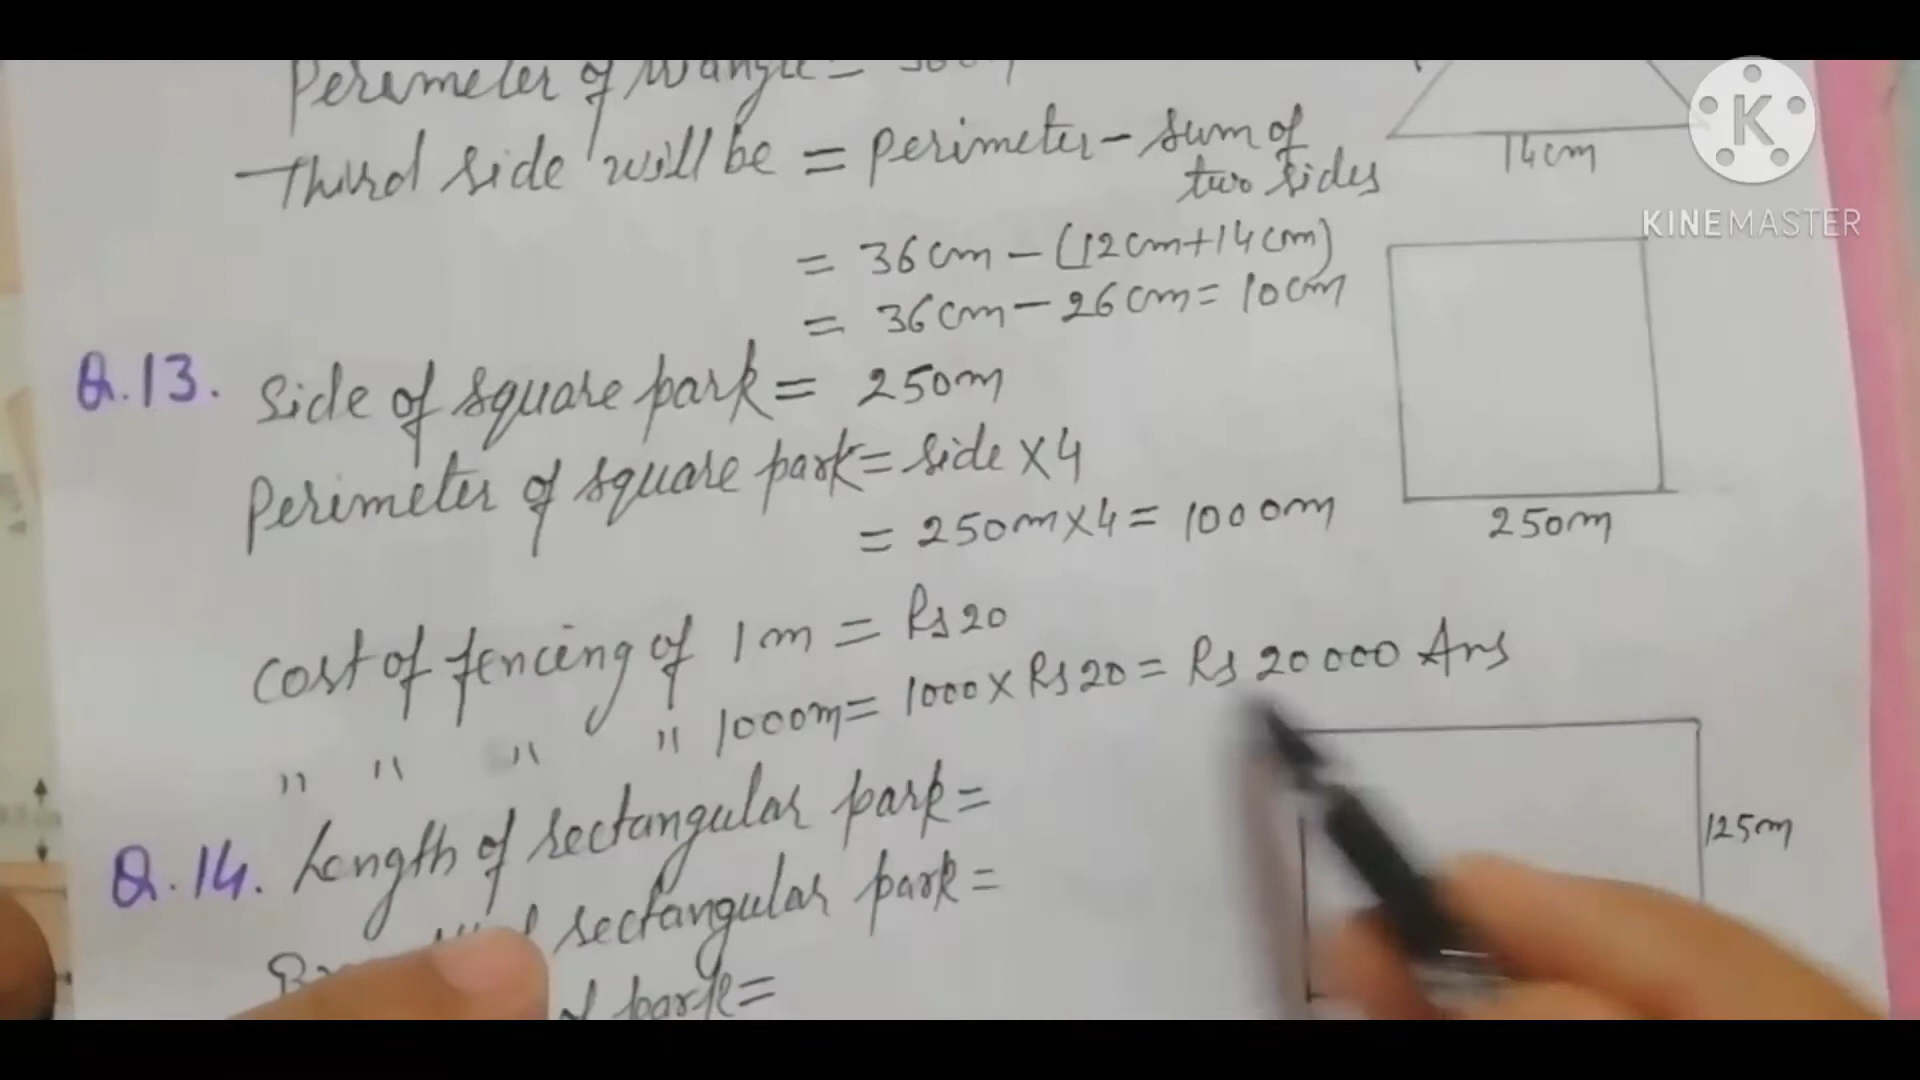 Perimeter of
Third side will be = perimeter - sum of
two sides
= 36cm - (12cm+14cm)
= 36cm - 26cm = 10cm
14cm
K
KINEMASTER
Q.13. Side of square park = 250m
Perimeter of square park = side × 4
= 250m×4 = 1000m
250m
Cost of fencing of 1m = Rs 20
" " " " 1000m = 1000 × Rs 20 = Rs 20000 Ans
Q.14. Length of rectangular park =
rectangular park =
of park =
125m